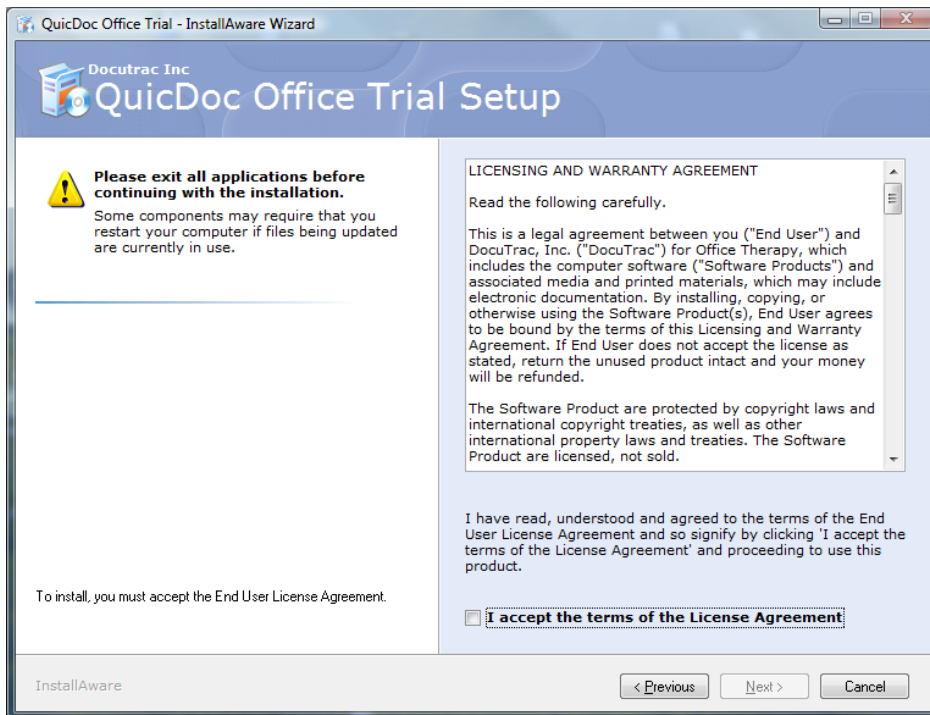 QuicDoc Office Trial - InstallAware Wizard
Docutrac Inc
QuicDoc Office Trial Setup
Please exit all applications before
continuing with the installation.
Some components may require that you
restart your computer if files being updated
are currently in use.
To install, you must accept the End User License Agreement.
LICENSING AND WARRANTY AGREEMENT
Read the following carefully.
This is a legal agreement between you ("End User") and
DocuTrac, Inc. ("DocuTrac") for Office Therapy, which
includes the computer software ("Software Products") and
associated media and printed materials, which may include
electronic documentation. By installing, copying, or
otherwise using the Software Product(s), End User agrees
to be bound by the terms of this Licensing and Warranty
Agreement. If End User does not accept the license as
stated, return the unused product intact and your money
will be refunded.
The Software Product are protected by copyright laws and
international copyright treaties, as well as other
international property laws and treaties. The Software
Product are licensed, not sold.
I have read, understood and agreed to the terms of the End
User License Agreement and so signify by clicking 'I accept the
terms of the License Agreement' and proceeding to use this
product.
I accept the terms of the License Agreement
InstallAware
< Previous
Next >
Cancel